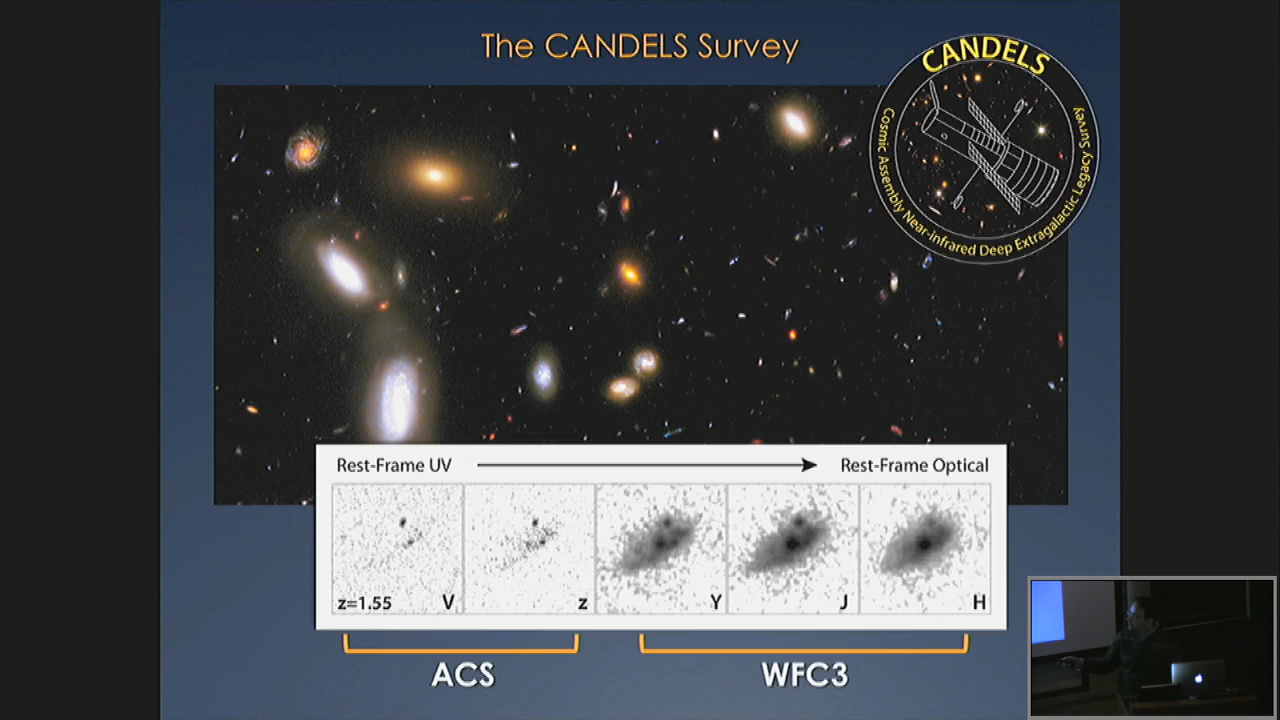 The CANDELS Survey
CANDELS
Cosmic Assembly Near-infrared Deep Extragalactic Legacy Survey
Rest-Frame UV
Rest-Frame Optical
z=1.55
V
z
Y
J
H
ACS
WFC3